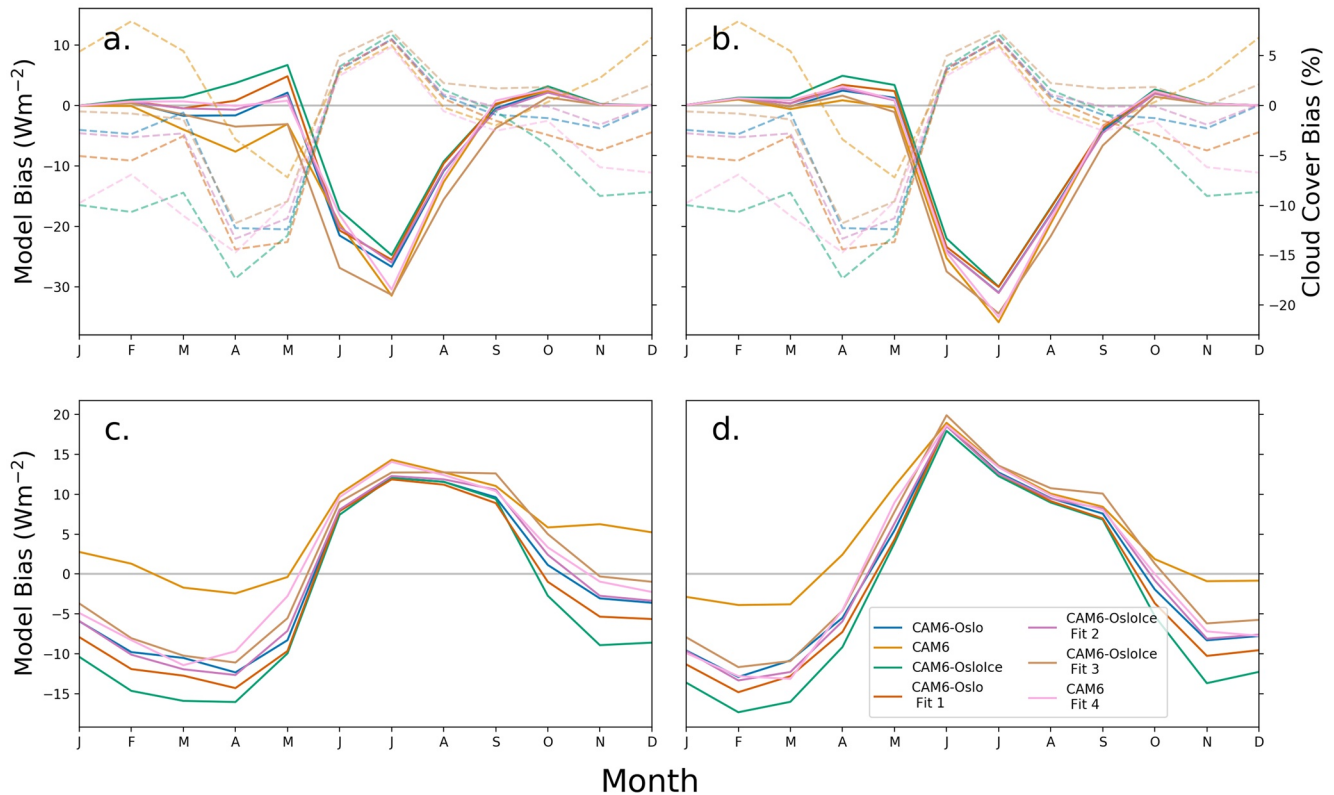 a.
b.
Model Bias (Wm⁻²)
10
0
−10
−20
−30
5
0
−5
−10
−15
−20
Cloud Cover Bias (%)
J F M A M J J A S O N D
J F M A M J J A S O N D
c.
d.
Model Bias (Wm⁻²)
20
15
10
5
0
−5
−10
−15
CAM6-Oslo
CAM6
CAM6-OsloIce
CAM6-Oslo
Fit 1
CAM6-OsloIce
Fit 2
CAM6-OsloIce
Fit 3
CAM6
Fit 4
J F M A M J J A S O N D
J F M A M J J A S O N D
Month